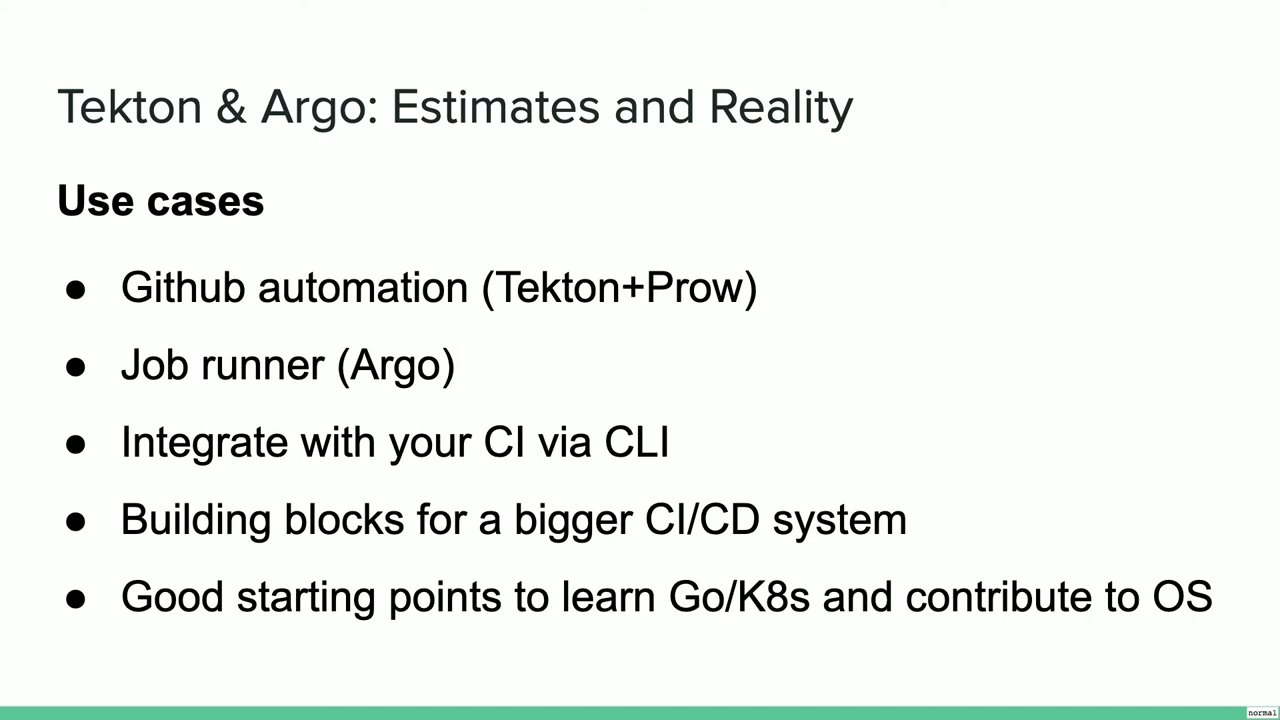 Tekton & Argo: Estimates and Reality
Use cases
● Github automation (Tekton+Prow)
● Job runner (Argo)
● Integrate with your CI via CLI
● Building blocks for a bigger CI/CD system
● Good starting points to learn Go/K8s and contribute to OS
normal